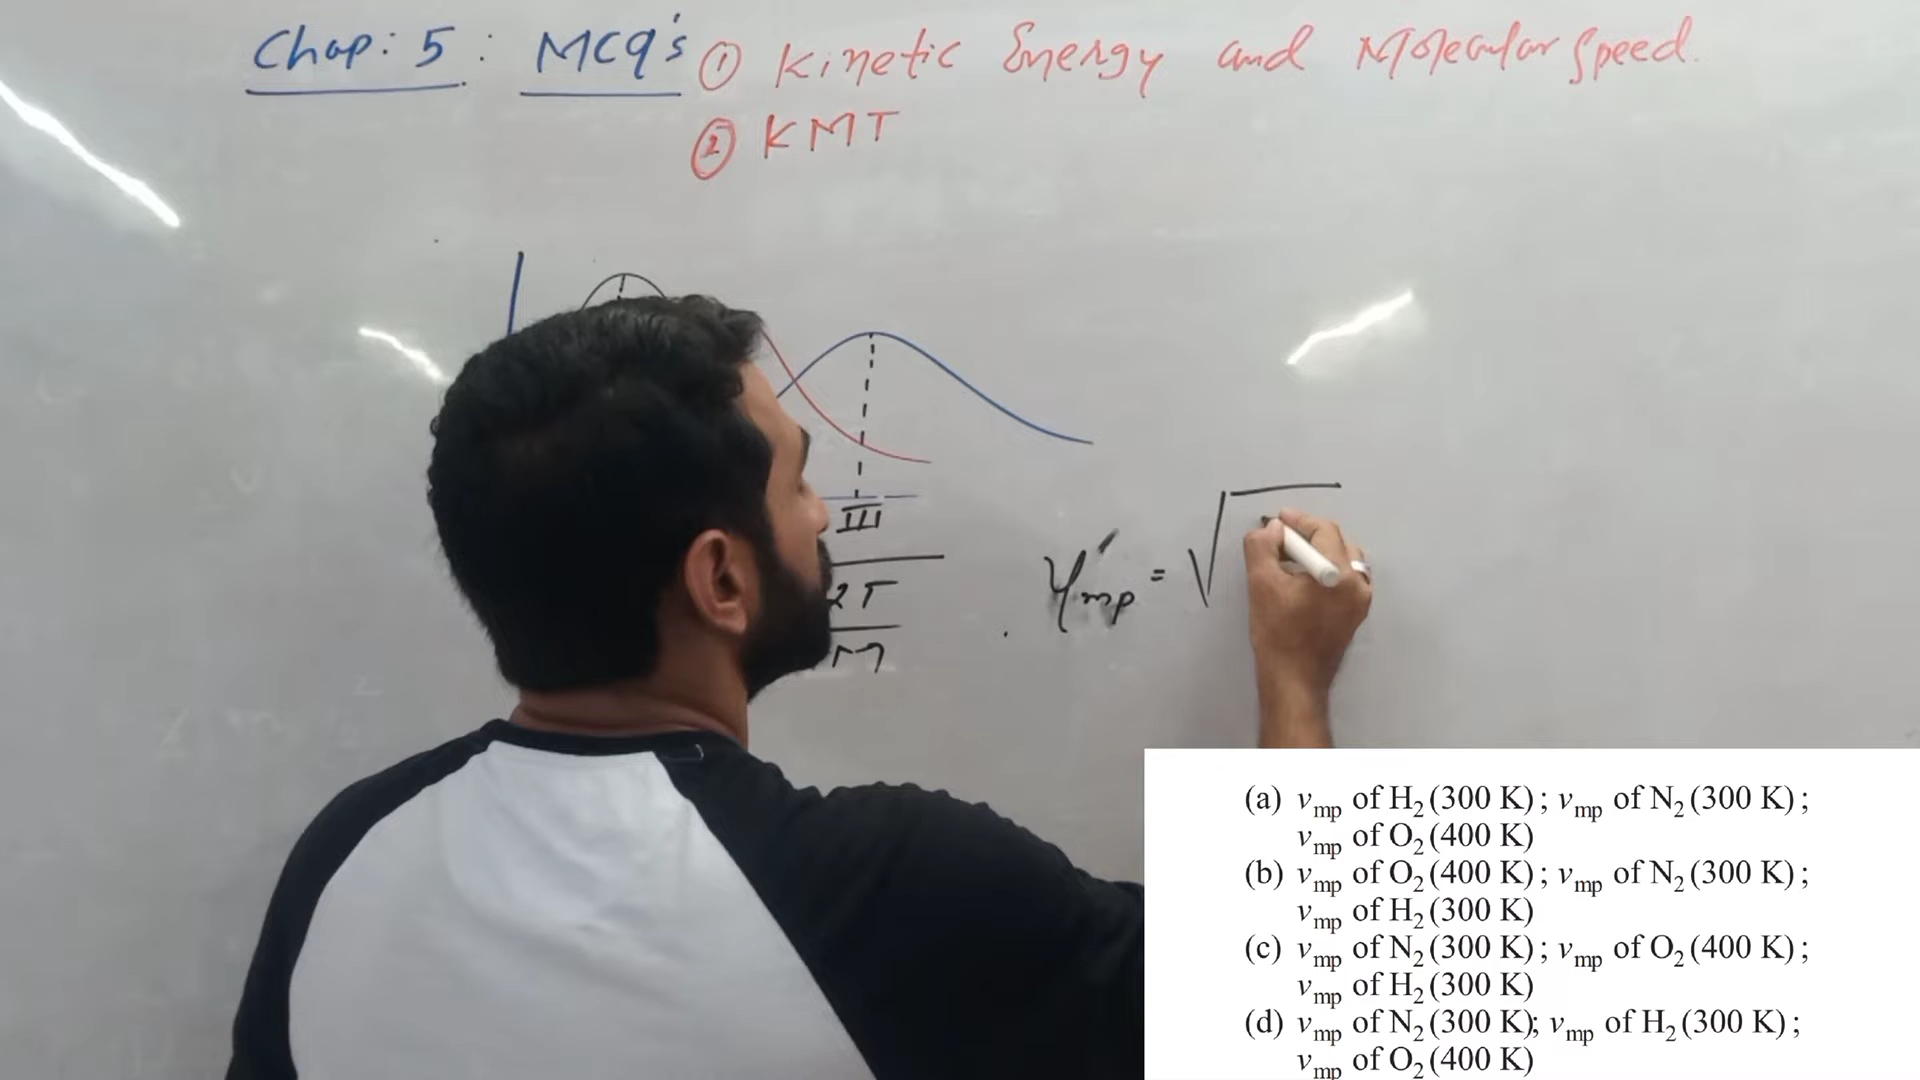 Chap: 5 : MCQ's ① Kinetic Energy and Molecular Speed.
② KMT
III
2T
M
Vmp = √
(a) vmp of H2(300 K); vmp of N2(300 K);
vmp of O2(400 K)
(b) vmp of O2(400 K); vmp of N2(300 K);
vmp of H2(300 K)
(c) vmp of N2(300 K); vmp of O2(400 K);
vmp of H2(300 K)
(d) vmp of N2(300 K); vmp of H2(300 K);
vmp of O2(400 K)